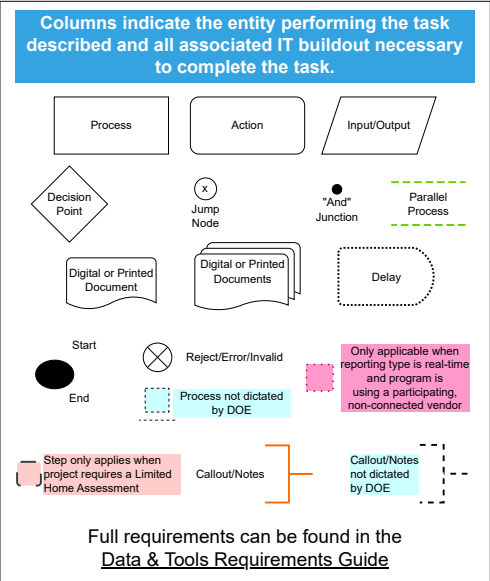 Columns indicate the entity performing the task
described and all associated IT buildout necessary
to complete the task.
Process
Action
Input/Output
Decision
Point
x
Jump
Node
"And"
Junction
Parallel
Process
Digital or Printed
Document
Digital or Printed
Documents
Delay
Start
End
Reject/Error/Invalid
Process not dictated
by DOE
Only applicable when
reporting type is real-time
and program is
using a participating,
non-connected vendor
Step only applies when
project requires a Limited
Home Assessment
Callout/Notes
Callout/Notes
not dictated
by DOE
Full requirements can be found in the
Data & Tools Requirements Guide